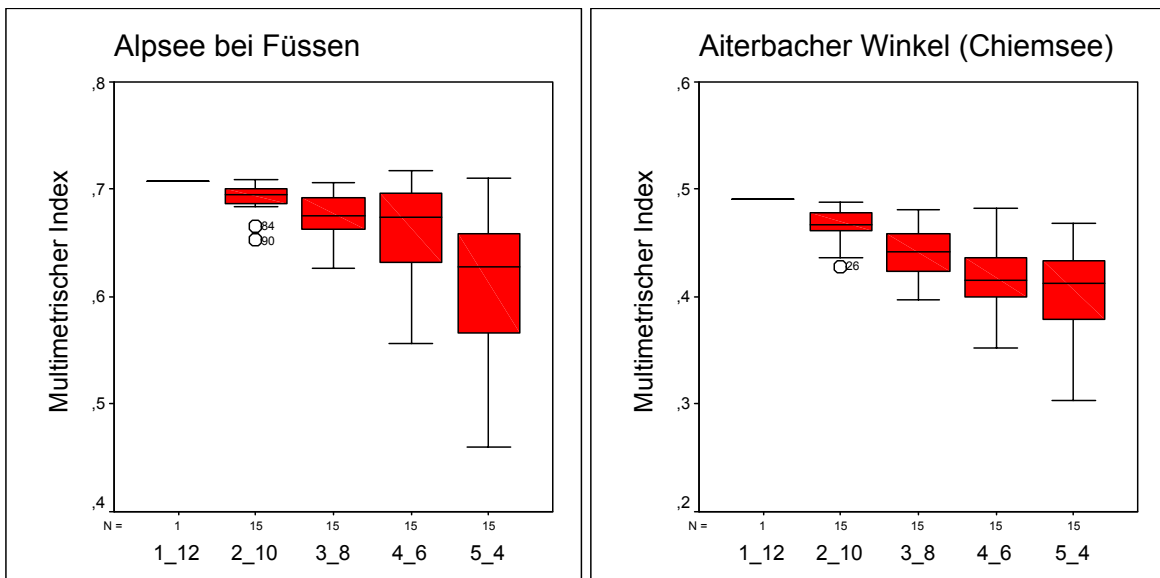 Alpsee bei Füssen
Multimetrischer Index
,8
,7
,6
,5
,4
84
90
N = 1 15 15 15 15
1_12 2_10 3_8 4_6 5_4
Aiterbacher Winkel (Chiemsee)
Multimetrischer Index
,6
,5
,4
,3
,2
26
N = 1 15 15 15 15
1_12 2_10 3_8 4_6 5_4